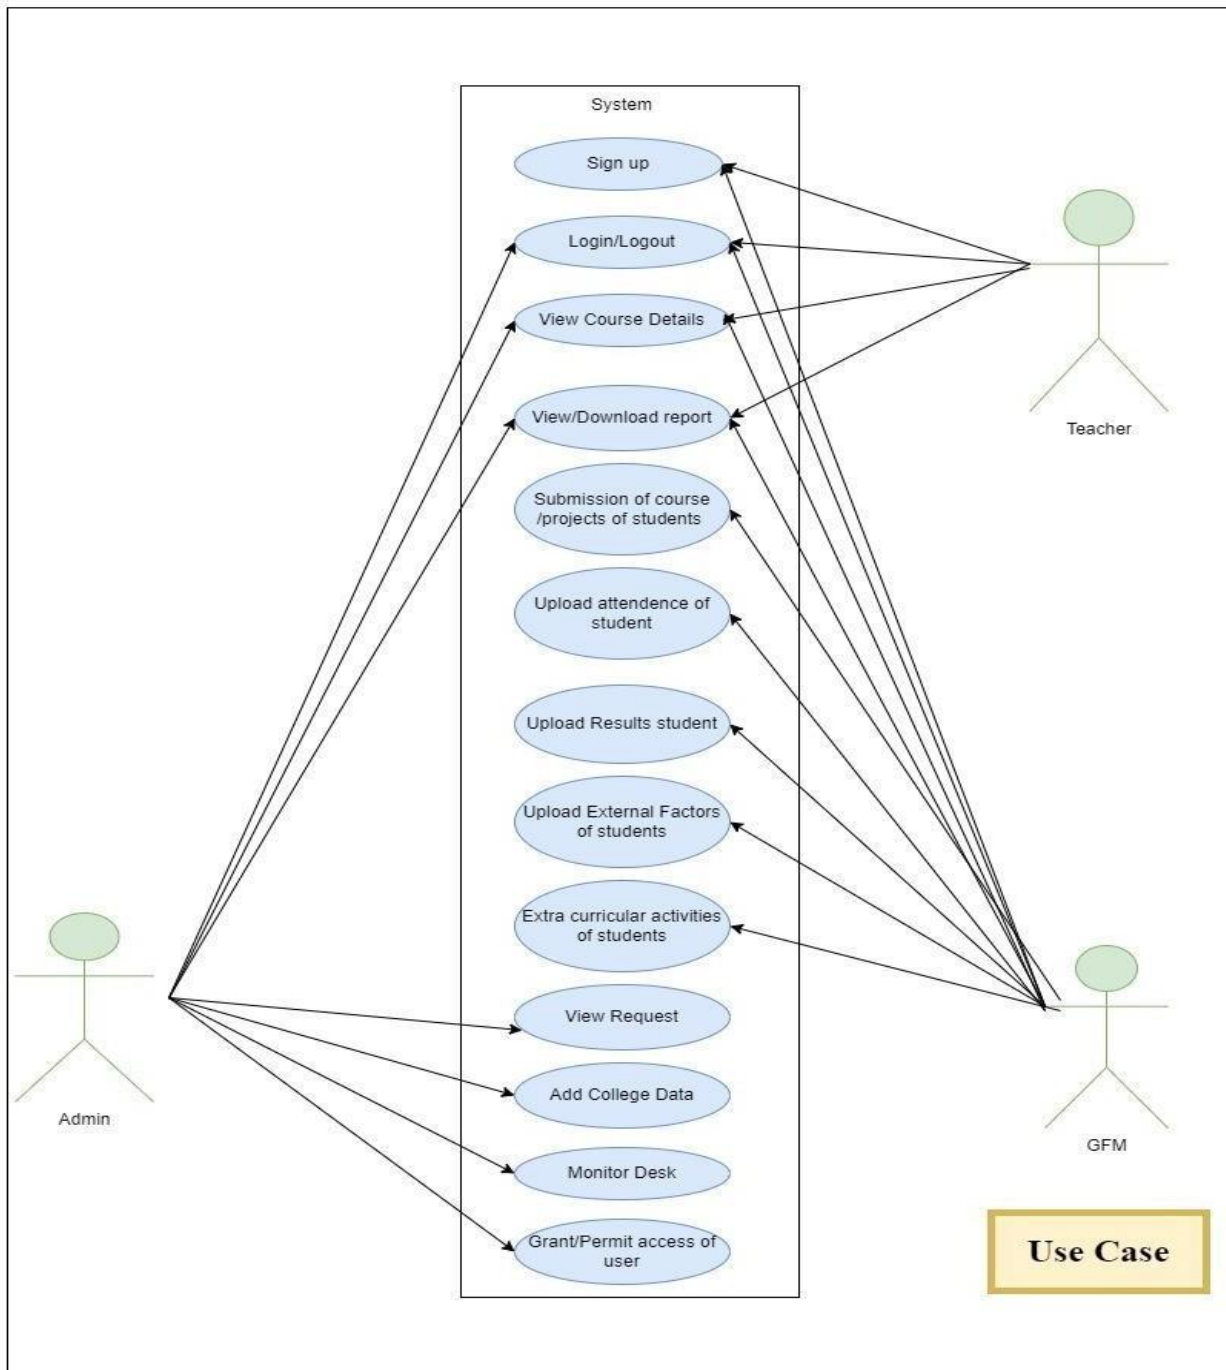 System
Sign up
Login/Logout
View Course Details
View/Download report
Teacher
Submission of course
/projects of students
Upload attendence of
student
Upload Results student
Upload External Factors
of students
Extra curricular activities
of students
View Request
Add College Data
Admin
Monitor Desk
GFM
Grant/Permit access of
user
Use Case